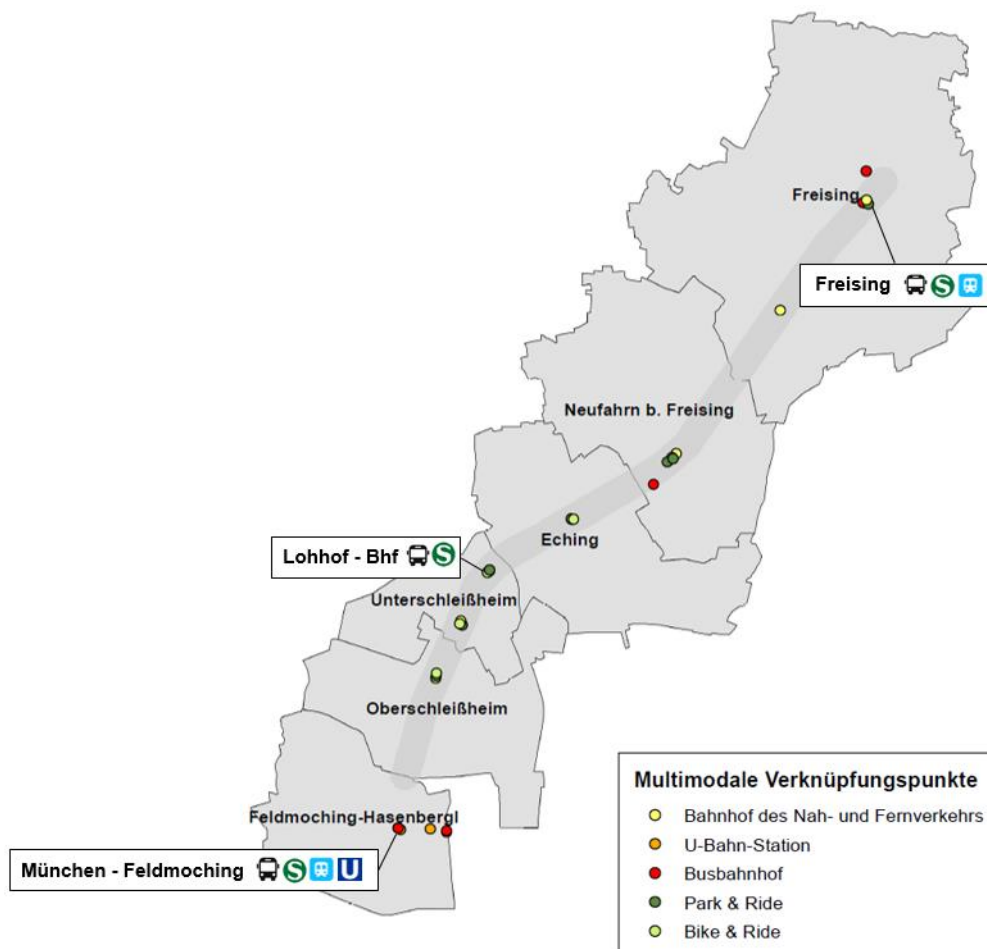 Freising
Freising S
Neufahrn b. Freising
Eching
Lohhof - Bhf S
Unterschleißheim
Oberschleißheim
Feldmoching-Hasenbergl
München - Feldmoching S U
Multimodale Verknüpfungspunkte
Bahnhof des Nah- und Fernverkehrs
U-Bahn-Station
Busbahnhof
Park & Ride
Bike & Ride